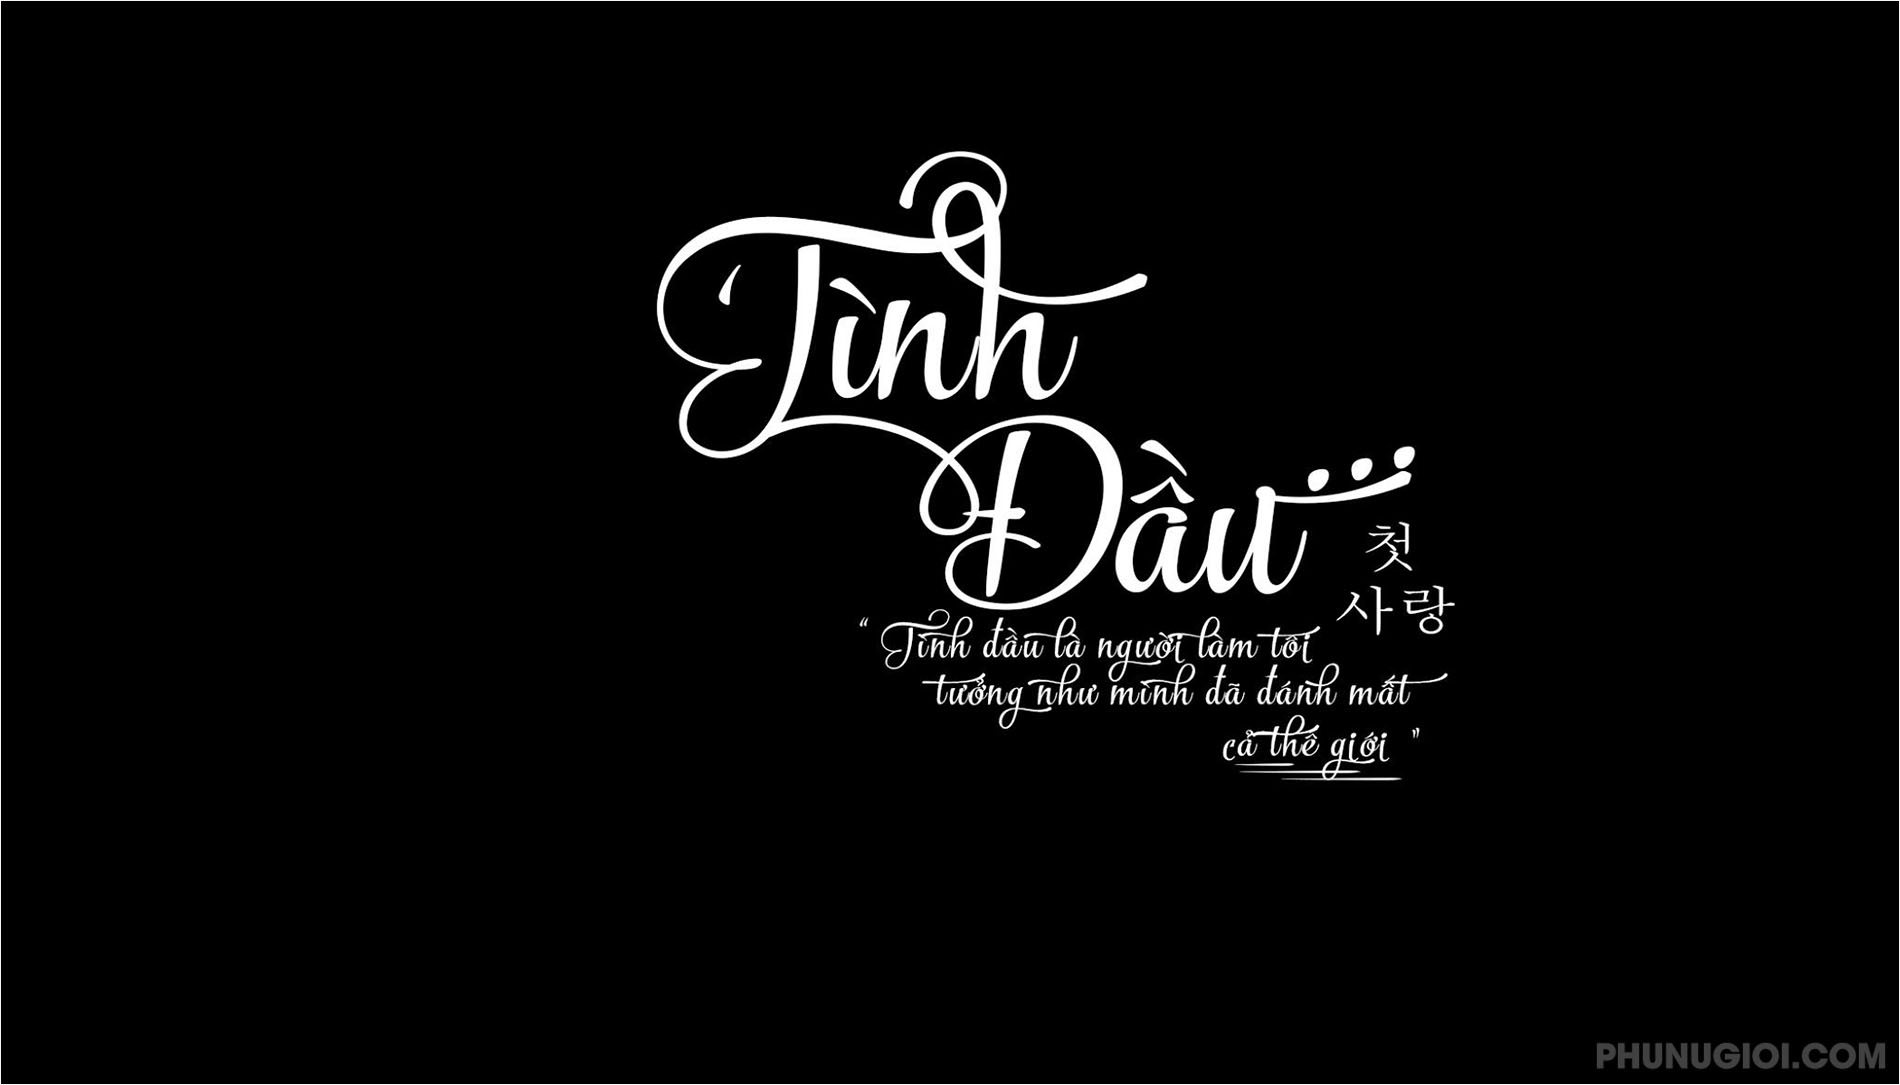 Tình
Đầu...
첫
사랑
“ Tình đầu là người làm tôi
tưởng như mình đã đánh mất
cả thế giới ”
PHUNUGIOI.COM